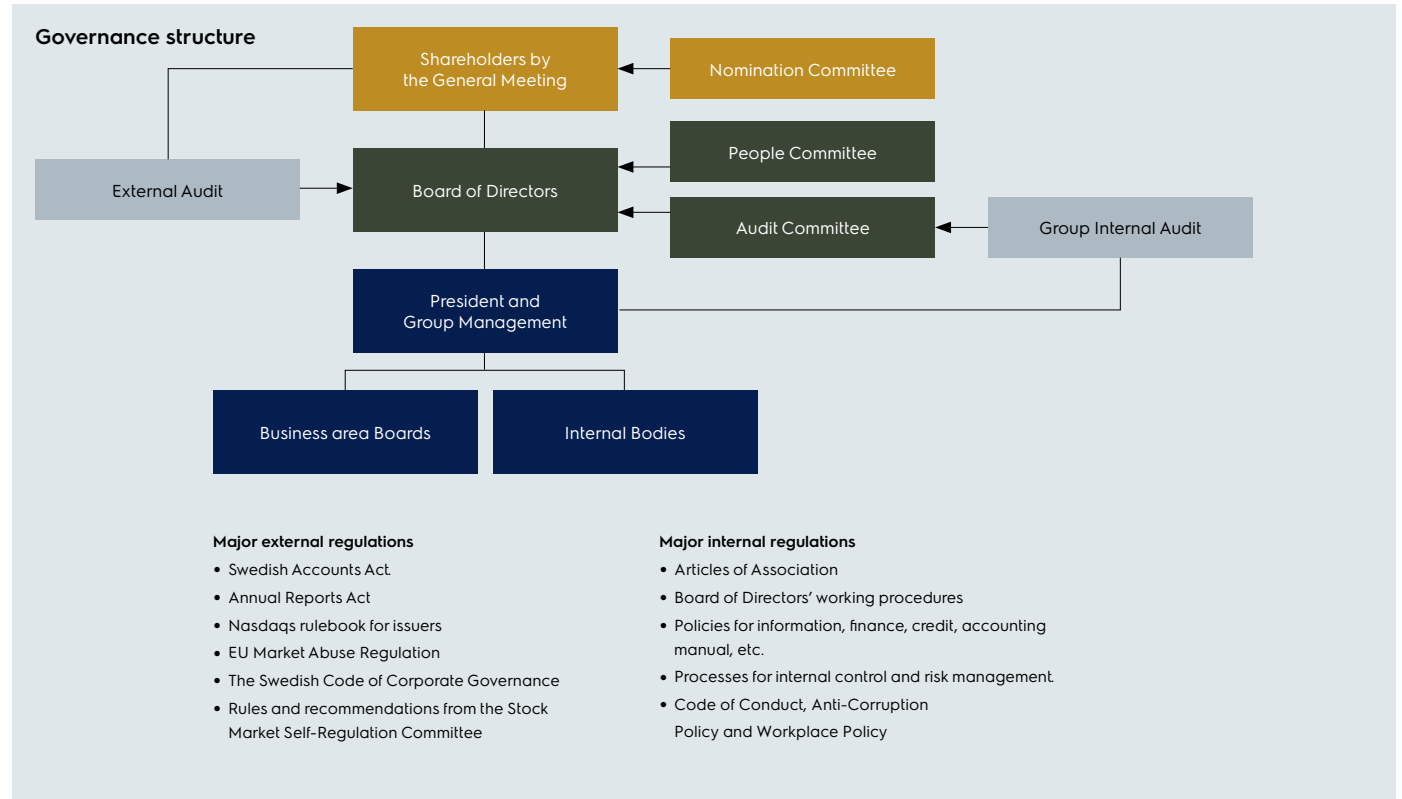 Governance structure
Shareholders by
the General Meeting
Nomination Committee
People Committee
External Audit
Board of Directors
Audit Committee
Group Internal Audit
President and
Group Management
Business area Boards
Internal Bodies
Major external regulations
• Swedish Accounts Act.
• Annual Reports Act
• Nasdaqs rulebook for issuers
• EU Market Abuse Regulation
• The Swedish Code of Corporate Governance
• Rules and recommendations from the Stock
Market Self-Regulation Committee
Major internal regulations
• Articles of Association
• Board of Directors’ working procedures
• Policies for information, finance, credit, accounting
manual, etc.
• Processes for internal control and risk management.
• Code of Conduct, Anti-Corruption
Policy and Workplace Policy